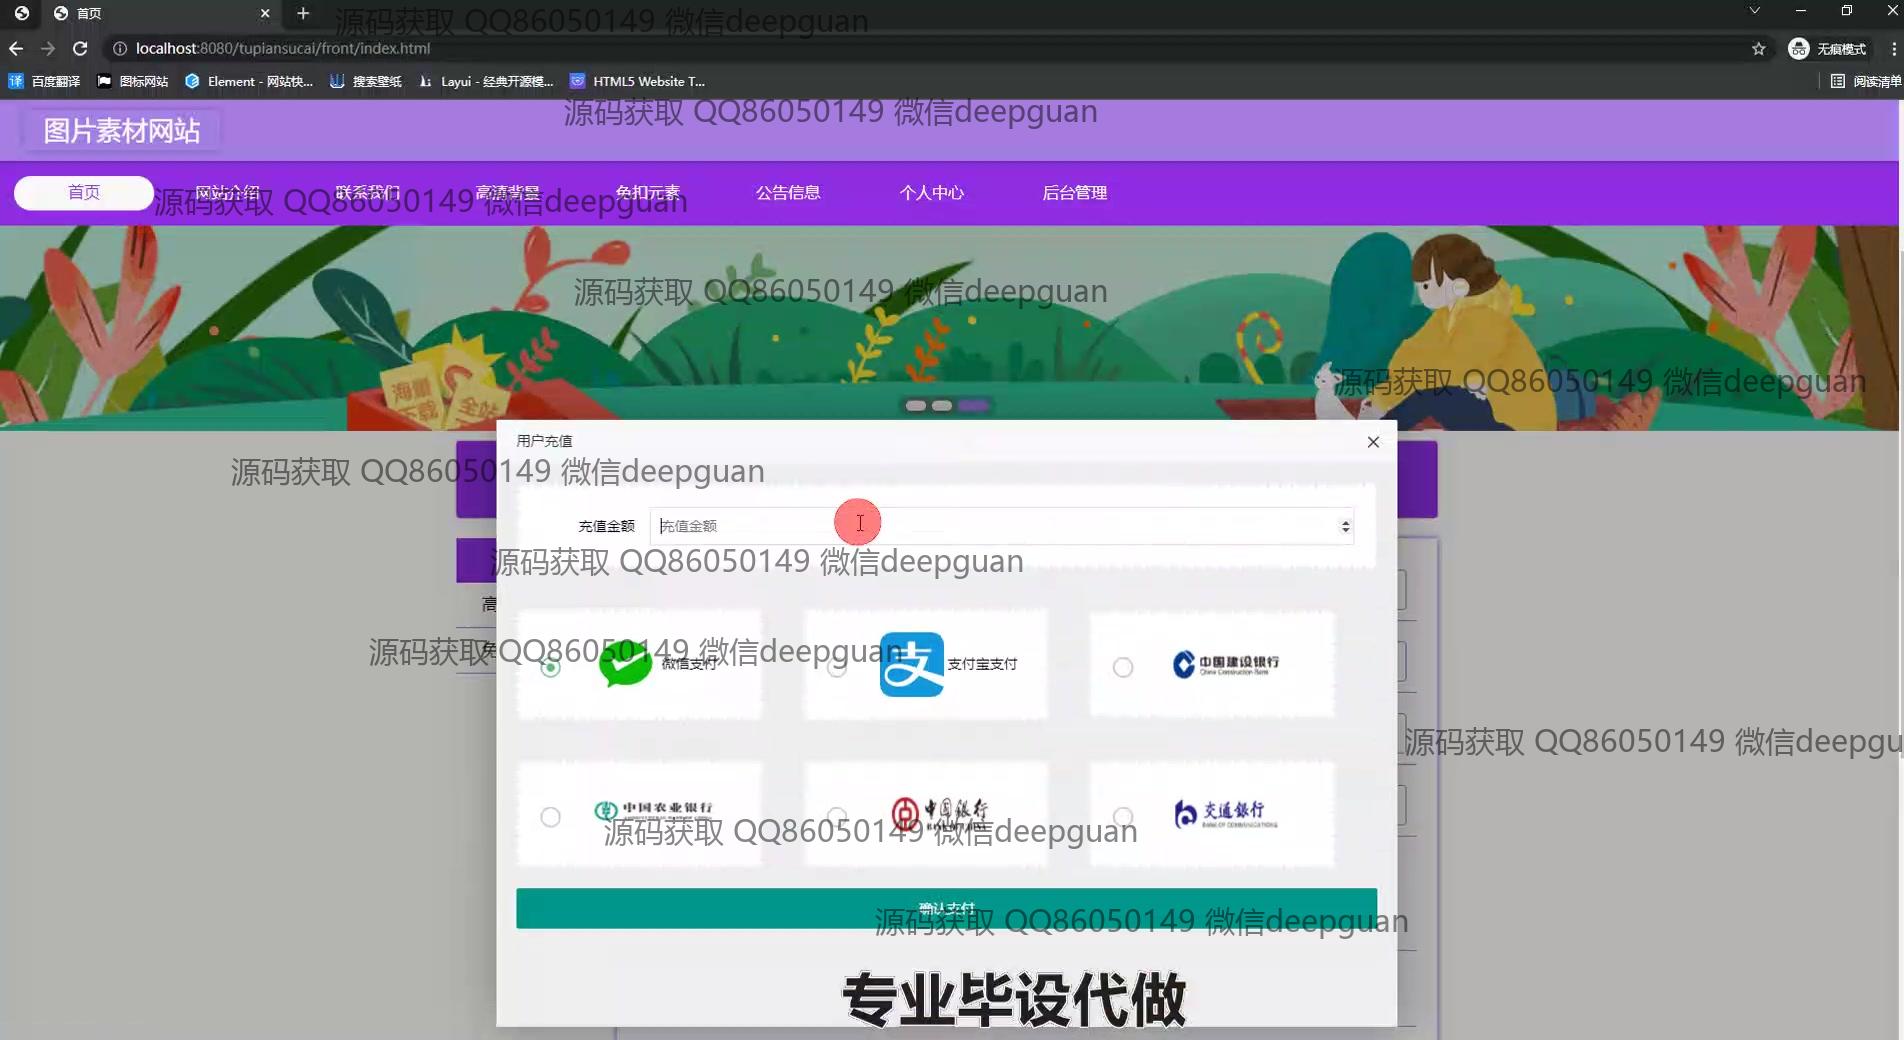 首页
源码获取 QQ86050149 微信deepguan
localhost:8080/tupiansucai/front/index.html
无痕模式
百度翻译 图标网站 Element - 网站快... 搜索壁纸 Layui - 经典开源模... HTML5 Website T... 阅读清单
源码获取 QQ86050149 微信deepguan
图片素材网站
首页 网站介绍 联系我们 高清背景 免扣元素 公告信息 个人中心 后台管理
源码获取 QQ86050149 微信deepguan
源码获取 QQ86050149 微信deepguan
海量下载 全站
源码获取 QQ86050149 微信deepguan
用户充值
源码获取 QQ86050149 微信deepguan
充值金额 充值金额
源码获取 QQ86050149 微信deepguan
高
免
源码获取 QQ86050149 微信deepguan
微信支付 支付宝支付 中国建设银行
China Construction Bank
源码获取 QQ86050149 微信deepgu
中国农业银行 中国银行 交通银行
BANK OF COMMUNICATIONS
源码获取 QQ86050149 微信deepguan
确认支付
源码获取 QQ86050149 微信deepguan
专业毕设代做